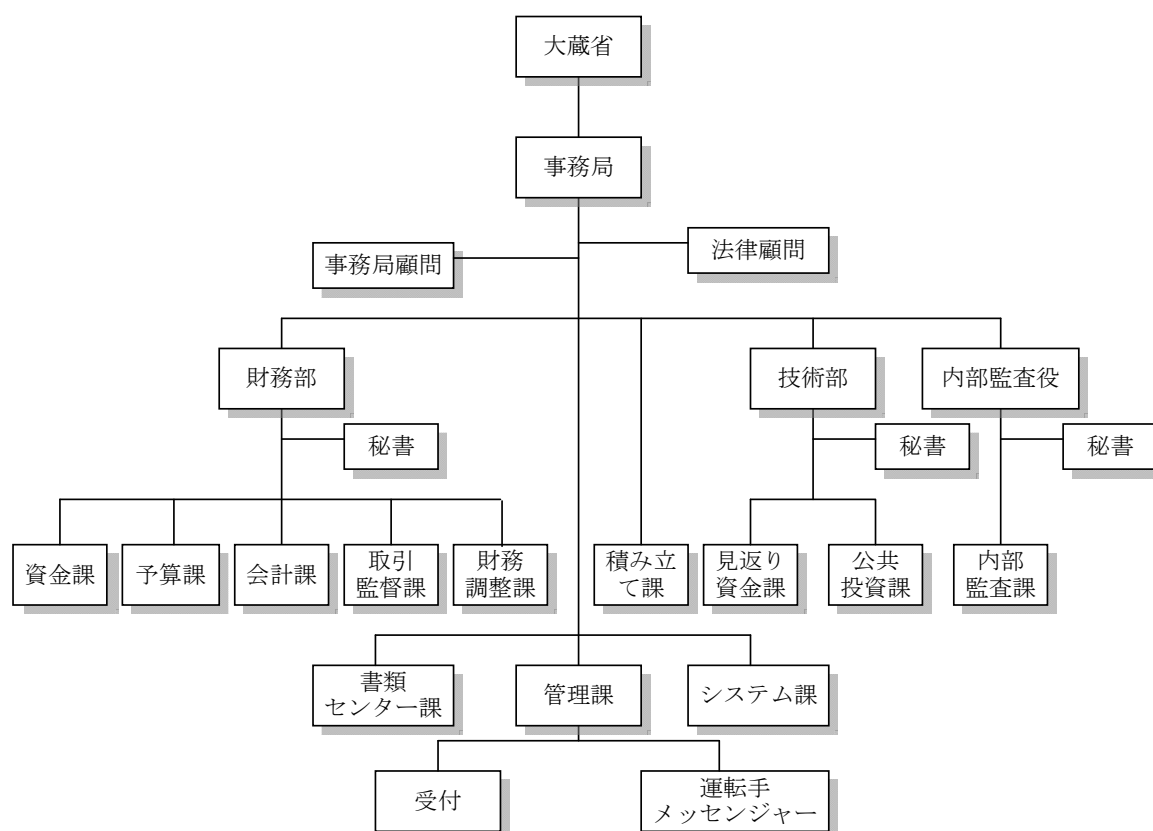 大蔵省
事務局
法律顧問
事務局顧問
財務部
技術部
内部監査役
秘書
秘書
秘書
資金課
予算課
会計課
取引
監督課
財務
調整課
積み立
て課
見返り
資金課
公共
投資課
内部
監査課
書類
センター課
管理課
システム課
受付
運転手
メッセンジャー